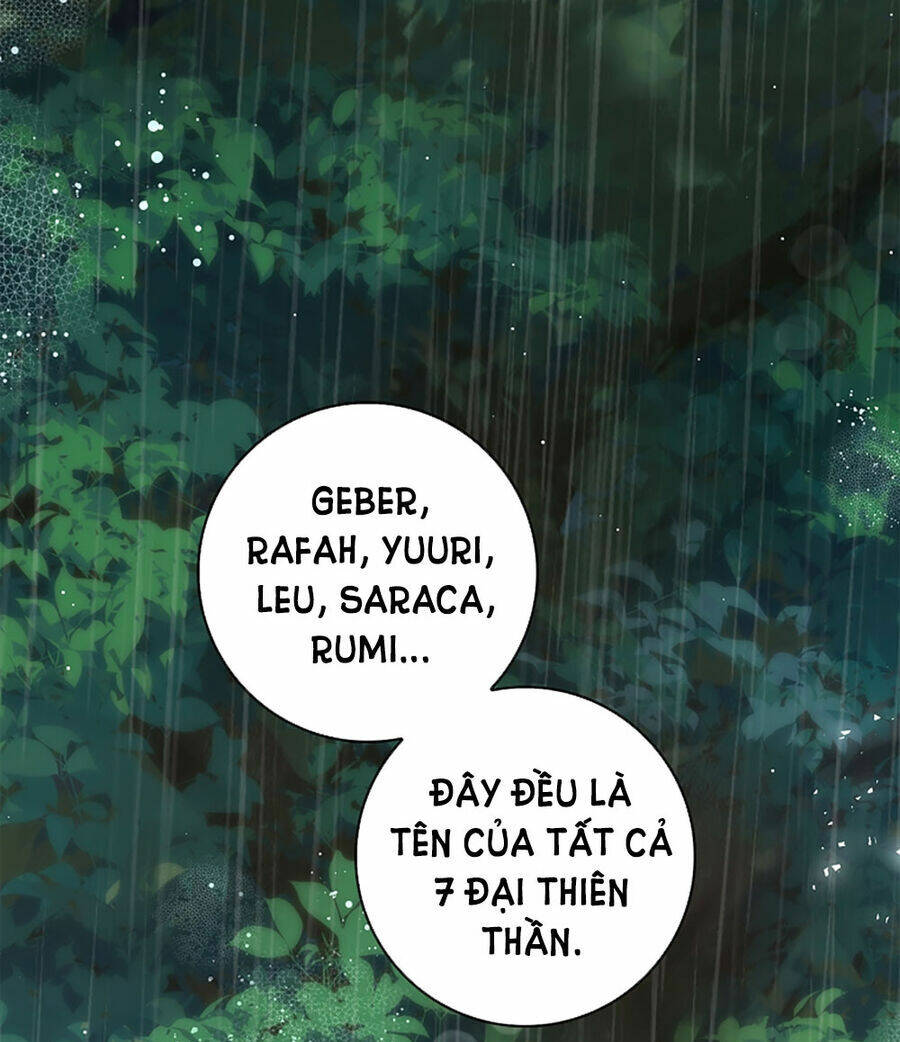 GEBER,
RAFAH, YUURI,
LEU, SARACA,
RUMI...
ĐÂY ĐỀU LÀ
TÊN CỦA TẤT CẢ
7 ĐẠI THIÊN
THẦN.